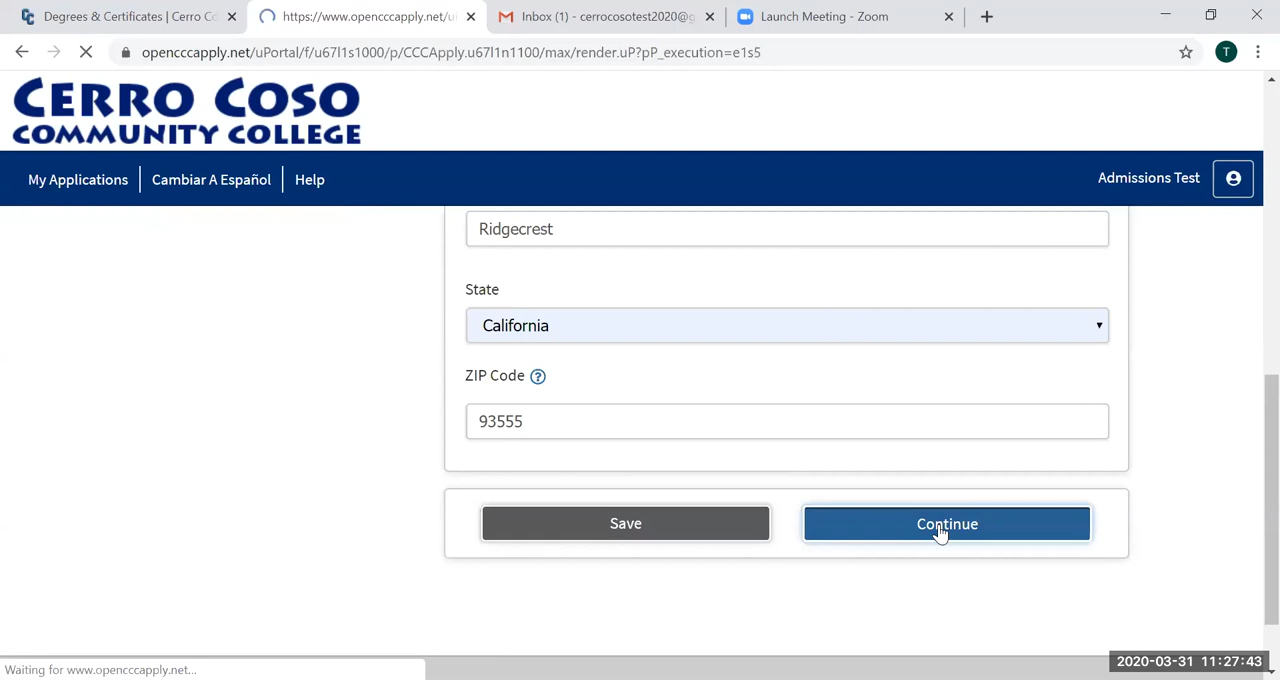 Degrees & Certificates | Cerro Co
https://www.opencccapply.net/u
Inbox (1) - cerrocosotest2020@g
Launch Meeting - Zoom
opencccapply.net/uPortal/f/u67l1s1000/p/CCCApply.u67l1n1100/max/render.uP?pP_execution=e1s5
T
CERRO COSO
COMMUNITY COLLEGE
My Applications
Cambiar A Español
Help
Admissions Test
Ridgecrest
State
California
ZIP Code ?
93555
Save
Continue
Waiting for www.opencccapply.net...
2020-03-31 11:27:43